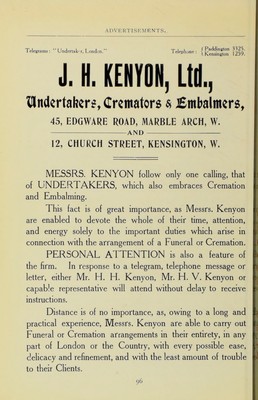 ADVERTISEMENTS.
Telegrams: "Undertakers, London."
Telephone: { Paddington 3325.
Kensington 1259.
J. H. KENYON, Ltd.,
Undertakers, Cremators & Embalmers,
45, EDGWARE ROAD, MARBLE ARCH, W.
AND
12, CHURCH STREET, KENSINGTON, W.
MESSRS. KENYON follow only one calling, that
of UNDERTAKERS, which also embraces Cremation
and Embalming.
This fact is of great importance, as Messrs. Kenyon
are enabled to devote the whole of their time, attention,
and energy solely to the important duties which arise in
connection with the arrangement of a Funeral or Cremation.
PERSONAL ATTENTION is also a feature of
the firm. In response to a telegram, telephone message or
letter, either Mr. H. H. Kenyon, Mr. H. V. Kenyon or
capable representative will attend without delay to receive
instructions.
Distance is of no importance, as, owing to a long and
practical experience, Messrs. Kenyon are able to carry out
Funeral or Cremation arrangements in their entirety, in any
part of London or the Country, with every possible ease,
delicacy and refinement, and with the least amount of trouble
to their Clients.
96